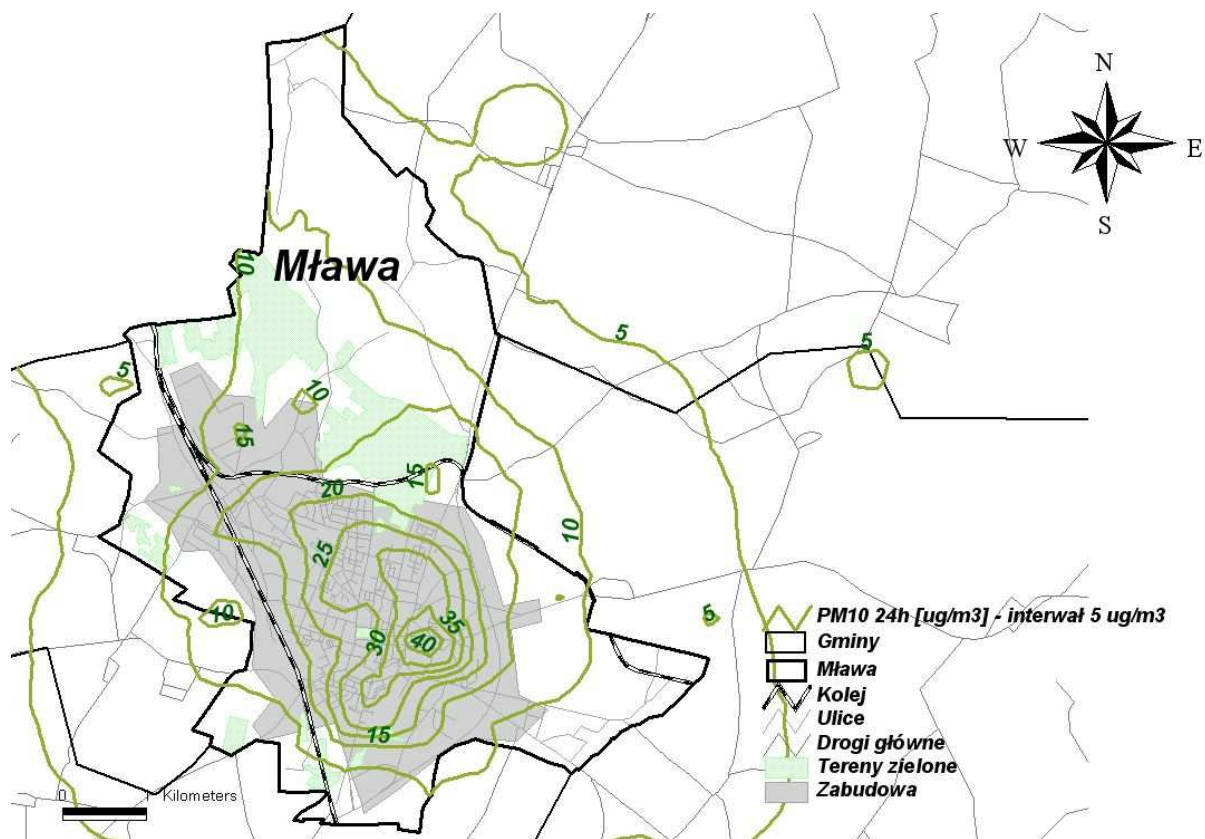 N
W E
S
10
Mława
5
5
5
10
15
15
20
10
25
5
10
35
30
40
15
PM10 24h [ug/m3] - interwał 5 ug/m3
Gminy
Mława
Kolej
Ulice
Drogi główne
Tereny zielone
Zabudowa
0 1 Kilometers